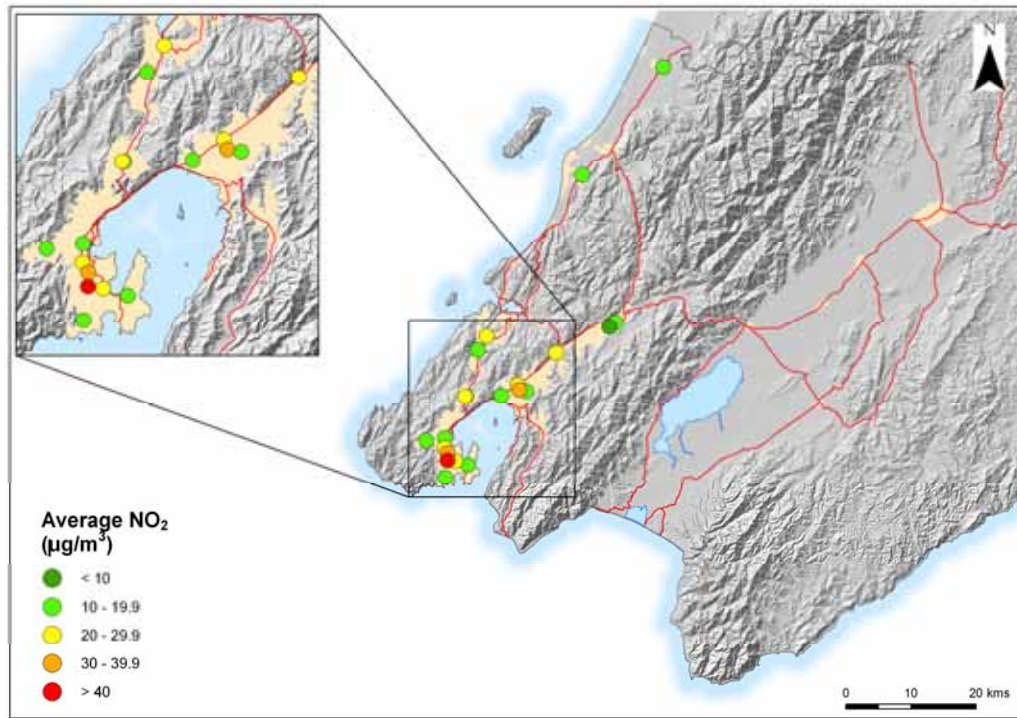 N
Average NO₂
(µg/m³)
< 10
10 - 19.9
20 - 29.9
30 - 39.9
> 40
0 10 20 kms